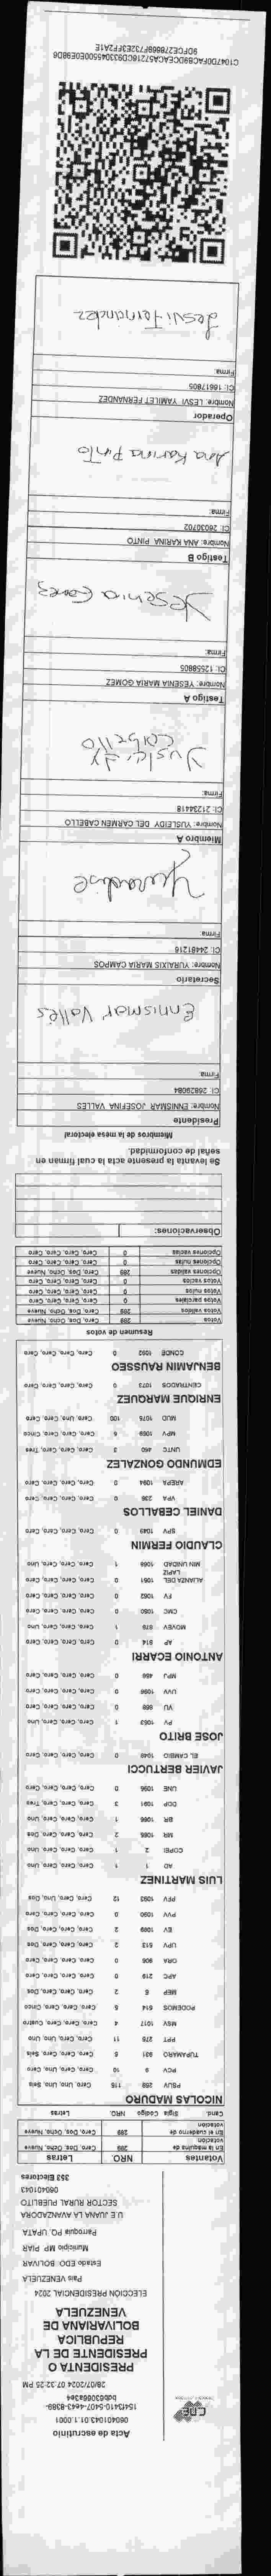 CNE
Acta de escrutinio
060401043.01.1.0001
154f3410-5407-4e43-8389-
bdb63066a3e4
28/07/2024 07:32:25 PM
PRESIDENTA O
PRESIDENTE DE LA
REPUBLICA
BOLIVARIANA DE
VENEZUELA
ELECCIÓN PRESIDENCIAL 2024
Pais VENEZUELA
Estado EDO. BOLIVAR
Municipio MP. PIAR
Parroquia PQ. UPATA
U.E JUANA LA AVANZADORA
SECTOR RURAL PUEBLITO
060401043
353 Electores
Votantes NRO. Letras
En la máquina de votación: 289 Cero, Dos, Ocho, Nueve
En el cuaderno de votación 289 Cero, Dos, Ocho, Nueve
Cand. Sigla Código NRO. Letras
NICOLAS MADURO
PSUV 269 116 Cero, Uno, Uno, Seis
PCV 9 10 Cero, Cero, Uno, Cero
TUPAMARO 931 6 Cero, Cero, Cero, Seis
PPT 276 11 Cero, Cero, Uno, Uno
MSV 1017 4 Cero, Cero, Cero, Cuatro
PODEMOS 514 5 Cero, Cero, Cero, Cinco
MEP 6 2 Cero, Cero, Cero, Dos
APC 219 0 Cero, Cero, Cero, Cero
ORA 906 0 Cero, Cero, Cero, Cero
UPV 513 2 Cero, Cero, Cero, Dos
EV 1089 2 Cero, Cero, Cero, Dos
PVV 1090 0 Cero, Cero, Cero, Cero
PFV 1093 12 Cero, Cero, Uno, Dos
LUIS MARTINEZ
AD 1 1 Cero, Cero, Cero, Uno
COPEI 2 1 Cero, Cero, Cero, Uno
MR 1065 2 Cero, Cero, Cero, Dos
BR 1066 1 Cero, Cero, Cero, Uno
DDP 1091 3 Cero, Cero, Cero, Tres
UNE 1096 0 Cero, Cero, Cero, Cero
JAVIER BERTUCCI
EL CAMBIO 1048 0 Cero, Cero, Cero, Cero
JOSE BRITO
PV 1053 1 Cero, Cero, Cero, Uno
VU 868 0 Cero, Cero, Cero, Cero
UVV 1098 0 Cero, Cero, Cero, Cero
MPJ 456 0 Cero, Cero, Cero, Cero
ANTONIO ECARRI
AP 914 0 Cero, Cero, Cero, Cero
MOVEV 878 1 Cero, Cero, Cero, Uno
CMC 1050 0 Cero, Cero, Cero, Cero
FV 1052 0 Cero, Cero, Cero, Cero
ALIANZA DEL LAPIZ 1051 0 Cero, Cero, Cero, Cero
MIN UNIDAD 1068 1 Cero, Cero, Cero, Uno
CLAUDIO FERMIN
SPV 1049 0 Cero, Cero, Cero, Cero
DANIEL CEBALLOS
VPA 236 0 Cero, Cero, Cero, Cero
AREPA 1094 0 Cero, Cero, Cero, Cero
EDMUNDO GONZALEZ
UNTC 460 3 Cero, Cero, Cero, Tres
MPV 1069 5 Cero, Cero, Cero, Cinco
MUD 1075 100 Cero, Uno, Cero, Cero
ENRIQUE MARQUEZ
CENTRADOS 1073 0 Cero, Cero, Cero, Cero
BENJAMIN RAUSSEO
CONDE 1092 0 Cero, Cero, Cero, Cero
Resumen de votos
Votos 289 Cero, Dos, Ocho, Nueve
Votos validos 289 Cero, Dos, Ocho, Nueve
Votos parciales 0 Cero, Cero, Cero, Cero
Votos nulos 0 Cero, Cero, Cero, Cero
Votos vacios 0 Cero, Cero, Cero, Cero
Opciones validas 289 Cero, Dos, Ocho, Nueve
Opciones nulas 0 Cero, Cero, Cero, Cero
Opciones vacias 0 Cero, Cero, Cero, Cero
Observaciones:
Se levanta la presente acta la cual firman en
señal de conformidad.
Miembros de la mesa electoral
Presidente
Nombre: ENNISMAR JOSEFINA VALLES
CI: 26829084
Firma:
Ennismar Vallés
Secretario
Nombre: YURAIXIS MARIA CAMPOS
CI: 24481216
Firma:
Miembro A
Nombre: YUSLEIDY DEL CARMEN CABELLO
CI: 21234418
Firma:
Yusleidy
Cabello
Testigo A
Nombre: YESENIA MARIA GOMEZ
CI: 12558605
Firma:
Yesenia Gomez
Testigo B
Nombre: ANA KARINA PINTO
CI: 26030702
Firma:
Ana Karina Pinto
Operador
Nombre: LESVI YAMILET FERNANDEZ
CI: 16617805
Firma:
Lesvi Fernandez
C1047D0FACB9DCEACA57216CD933045500E0E98D6
9DFCE278669F732E3FF2A1E